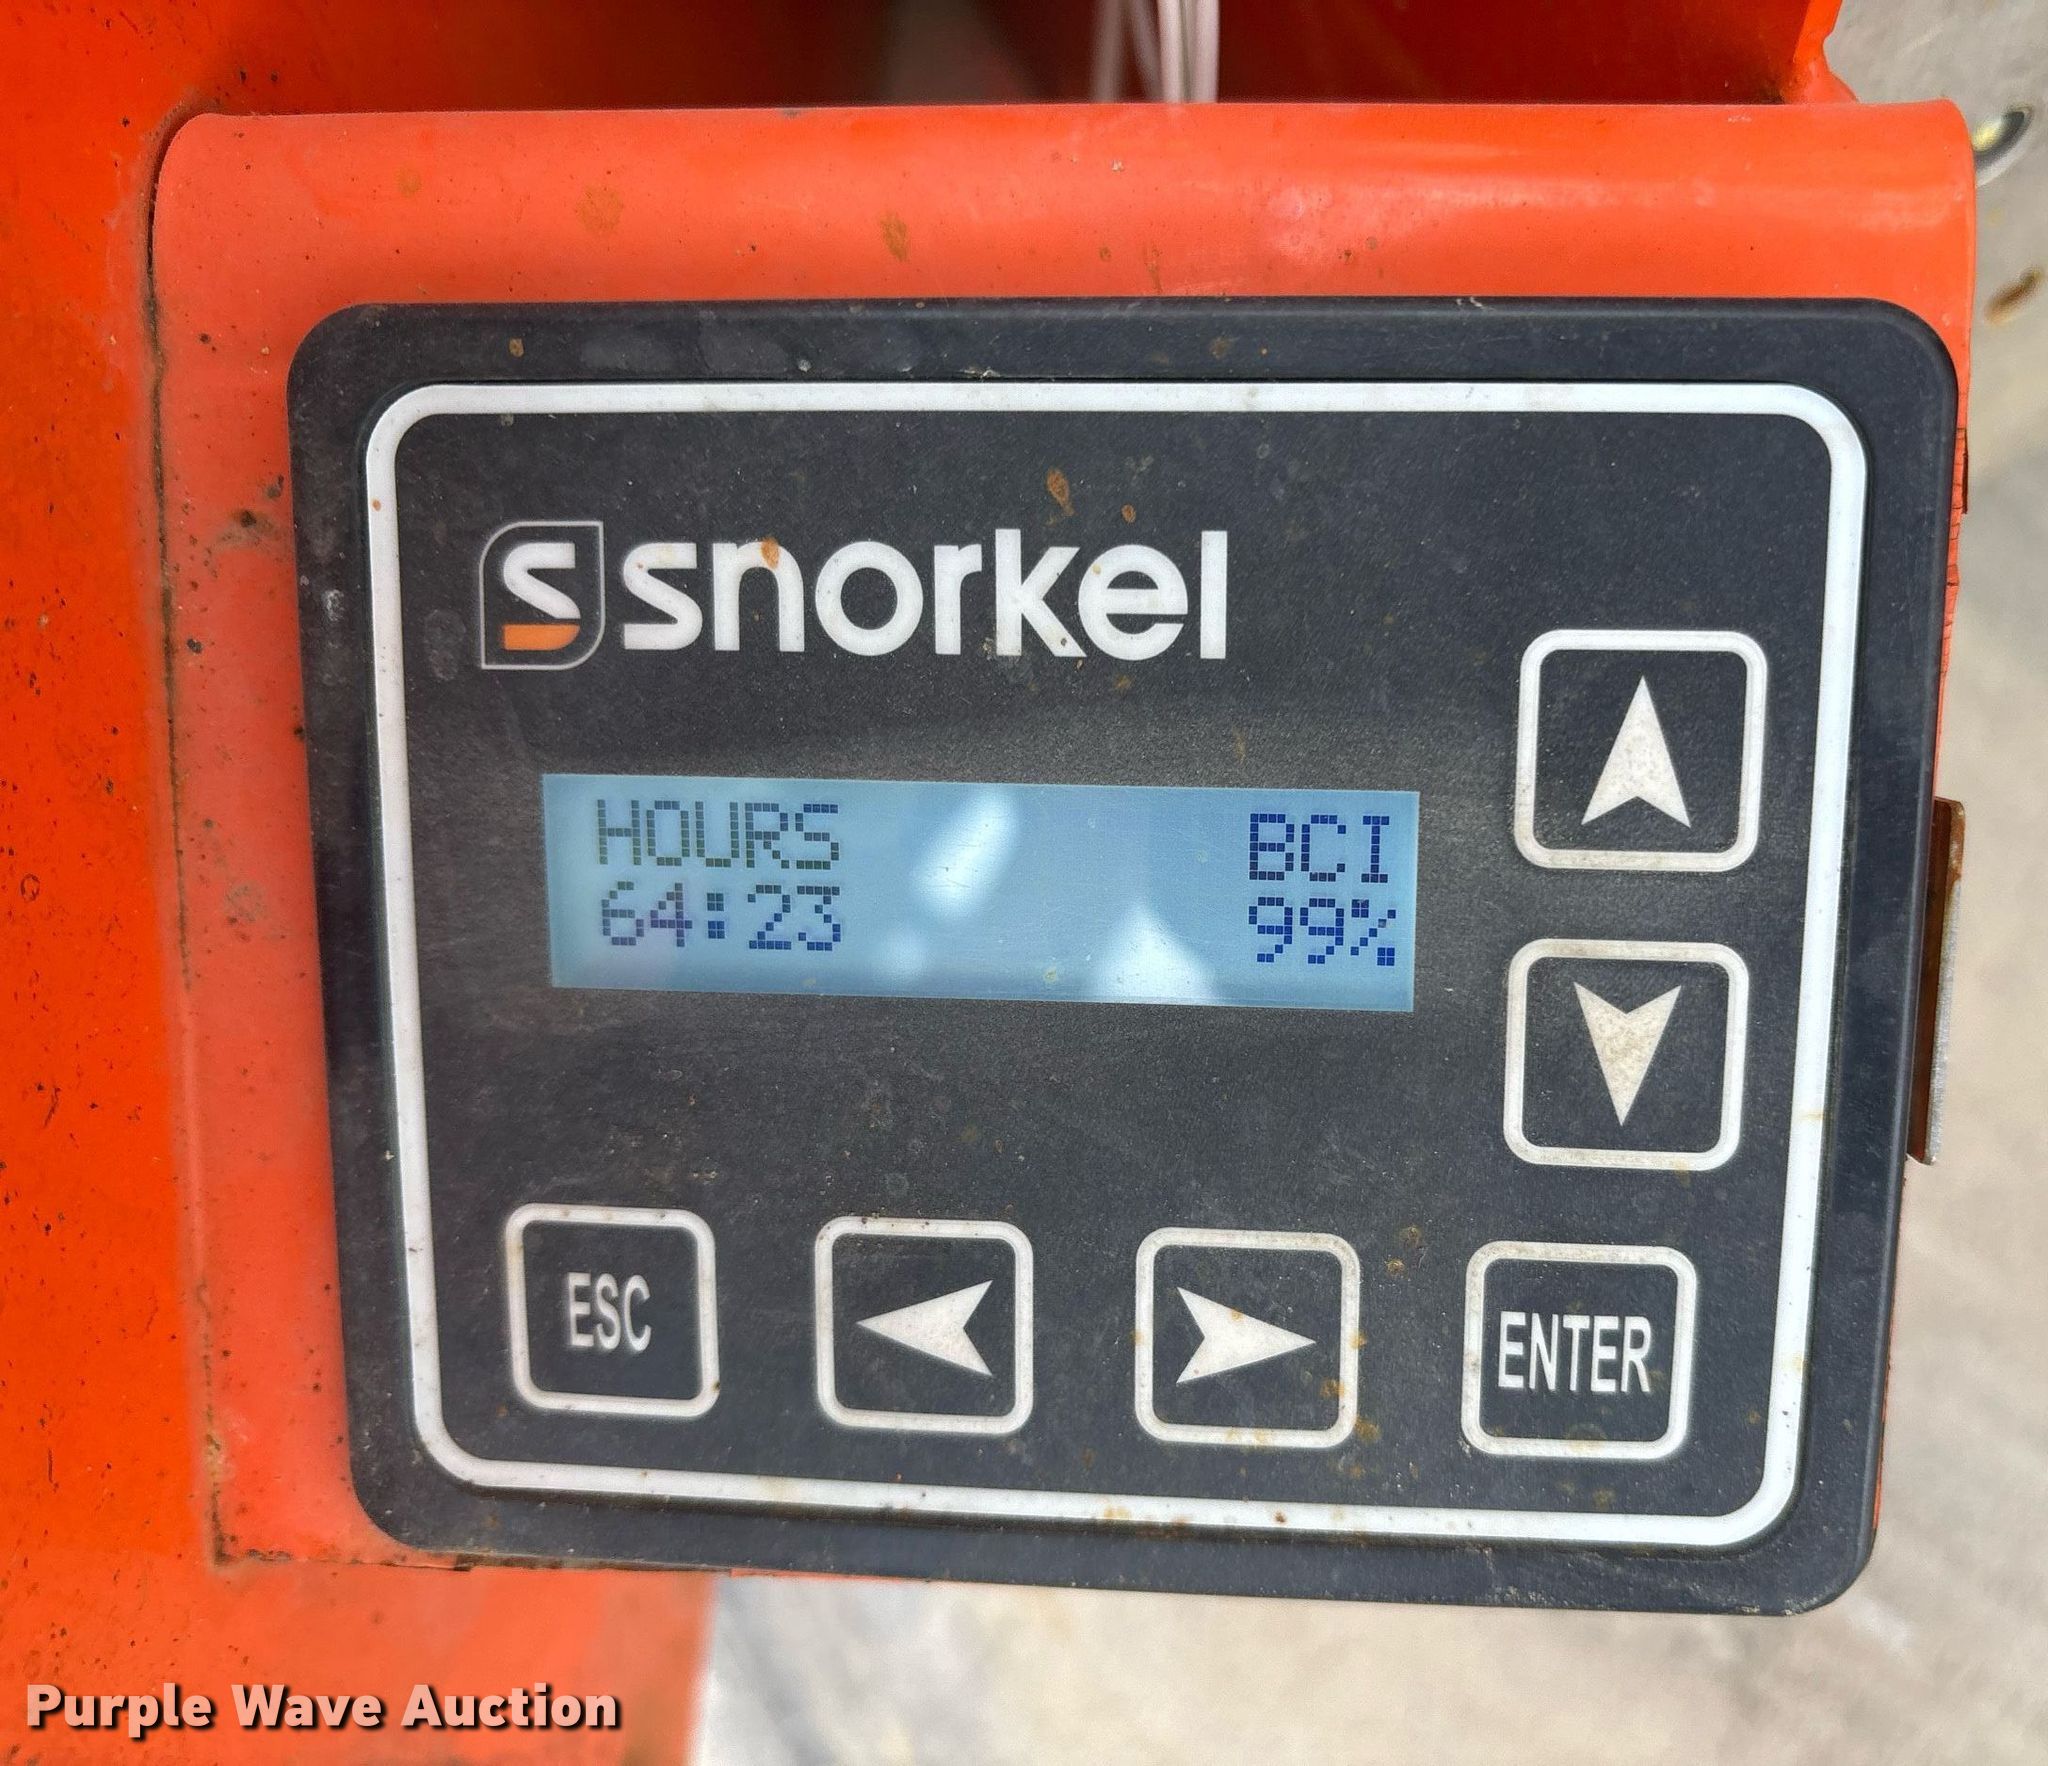 snorkel
HOURS BCI
64:23 99%
ESC ENTER
Purple Wave Auction